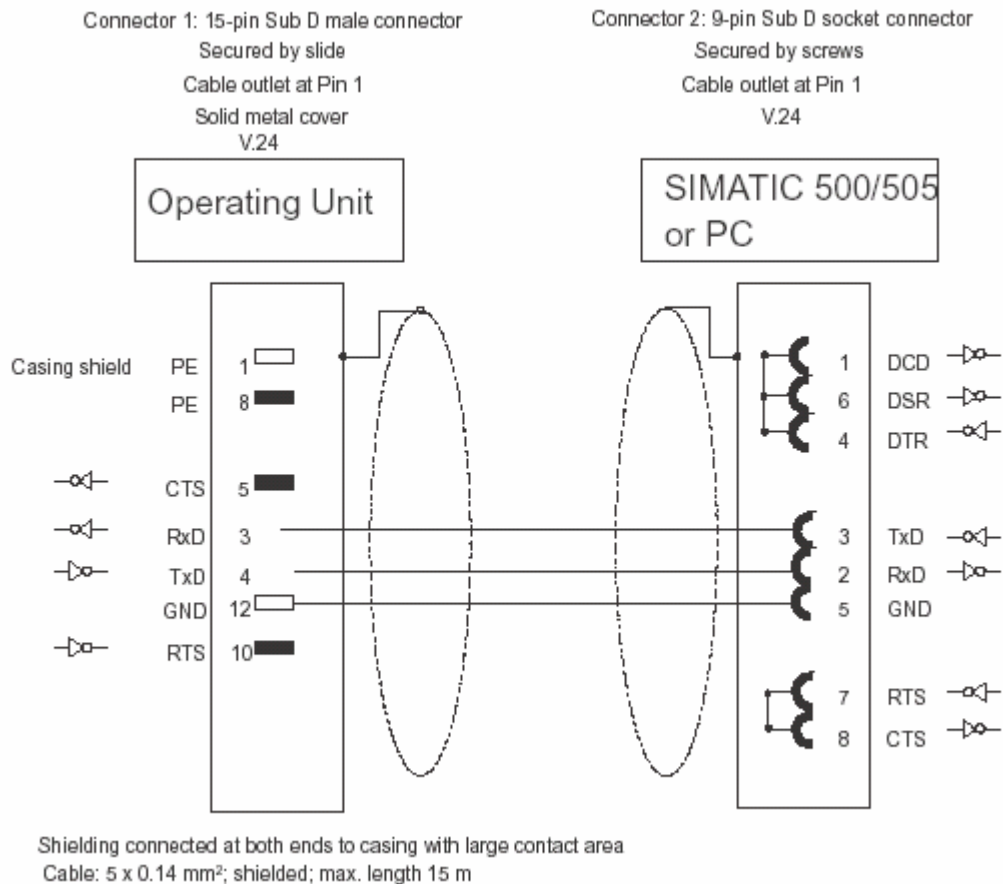 Connector 1: 15-pin Sub D male connector
Secured by slide
Cable outlet at Pin 1
Solid metal cover
V.24
Connector 2: 9-pin Sub D socket connector
Secured by screws
Cable outlet at Pin 1
V.24
Operating Unit
SIMATIC 500/505
or PC
Casing shield PE 1
PE 8
CTS 5
RxD 3
TxD 4
GND 12
RTS 10
1 DCD
6 DSR
4 DTR
3 TxD
2 RxD
5 GND
7 RTS
8 CTS
Shielding connected at both ends to casing with large contact area
Cable: 5 x 0.14 mm²; shielded; max. length 15 m